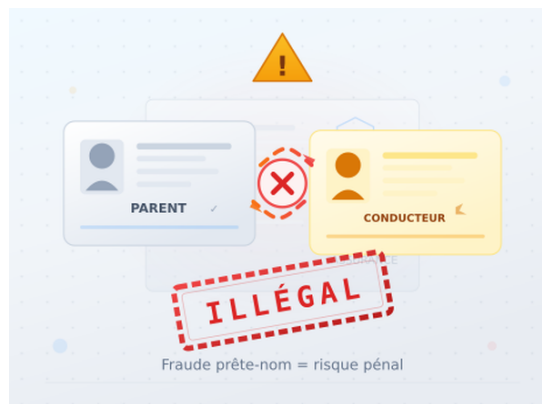 !
PARENT ✓
CONDUCTEUR
ILLÉGAL
Fraude prête-nom = risque pénal